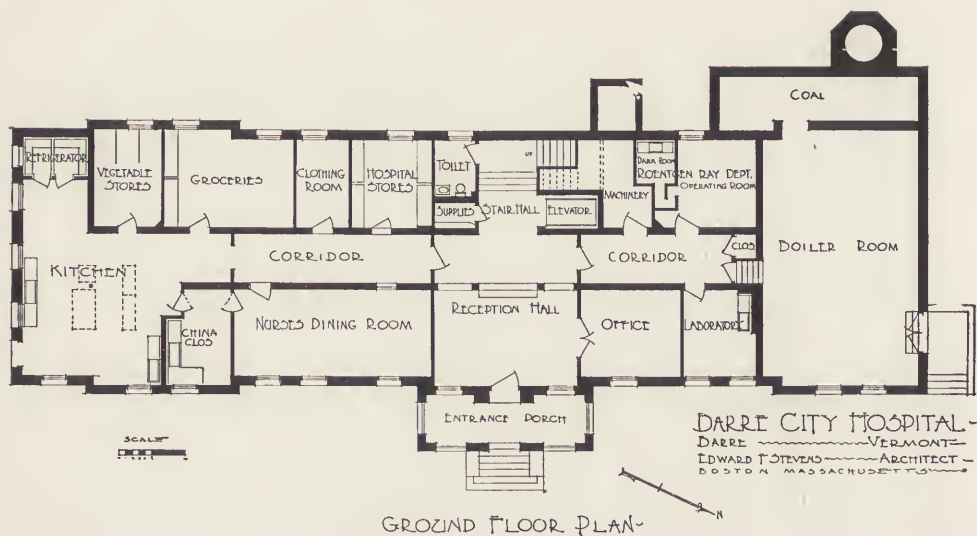 COAL
REFRIGERATOR
VEGETABLE
STORES
GROCERIES
CLOTHING
ROOM
HOSPITAL
STORES
TOILET
SUPPLIES
UP
STAIR HALL
ELEVATOR
MACHINERY
DARK ROOM
ROENTGEN RAY DEPT.
OPERATING ROOM
CLOS
BOILER ROOM
KITCHEN
CORRIDOR
CORRIDOR
CHINA
CLOS
NURSES DINING ROOM
RECEPTION HALL
OFFICE
LABORATORY
ENTRANCE PORCH
SCALE
BARRE CITY HOSPITAL-
BARRE VERMONT
EDWARD F STEVENS ARCHITECT-
BOSTON MASSACHUSETTS
N
GROUND FLOOR PLAN-